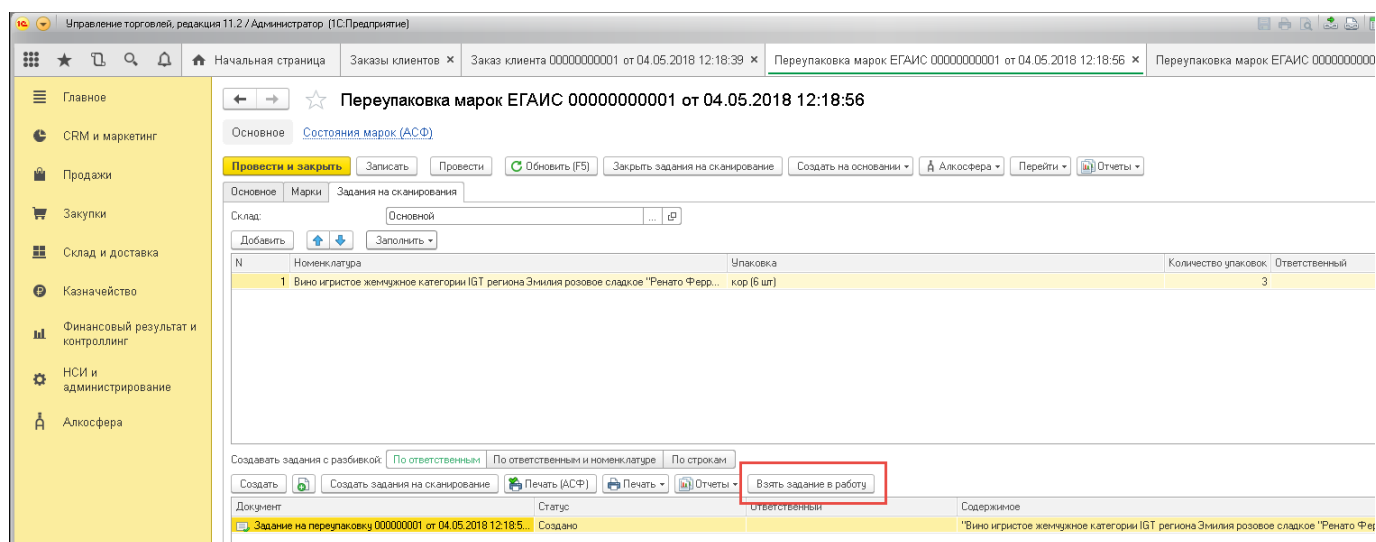 Управление торговлей, редакция 11.2 / Администратор (1С:Предприятие)
Начальная страница
Заказы клиентов ×
Заказ клиента 00000000001 от 04.05.2018 12:18:39 ×
Переупаковка марок ЕГАИС 00000000001 от 04.05.2018 12:18:56 ×
Переупаковка марок ЕГАИС 0000000000
Главное
CRM и маркетинг
Продажи
Закупки
Склад и доставка
Казначейство
Финансовый результат и
контроллинг
НСИ и
администрирование
Алкосфера
Переупаковка марок ЕГАИС 00000000001 от 04.05.2018 12:18:56
Основное Состояния марок (АСФ)
Провести и закрыть Записать Провести Обновить (F5) Закрыть задания на сканирование Создать на основании Алкосфера Перейти Отчеты
Основное Марки Задания на сканирования
Склад: Основной ...
Добавить Заполнить
N Номенклатура Упаковка Количество упаковок Ответственный
1 Вино игристое жемчужное категории IGT региона Эмилия розовое сладкое "Ренато Ферр... кор (6 шт) 3
Создавать задания с разбивкой: По ответственным По ответственным и номенклатуре По строкам
Создать Создать задания на сканирование Печать (АСФ) Печать Отчеты Взять задание в работу
Документ Статус Ответственный Содержимое
Задание на переупаковку 000000001 от 04.05.2018 12:18:5... Создано "Вино игристое жемчужное категории IGT региона Эмилия розовое сладкое "Ренато Фер